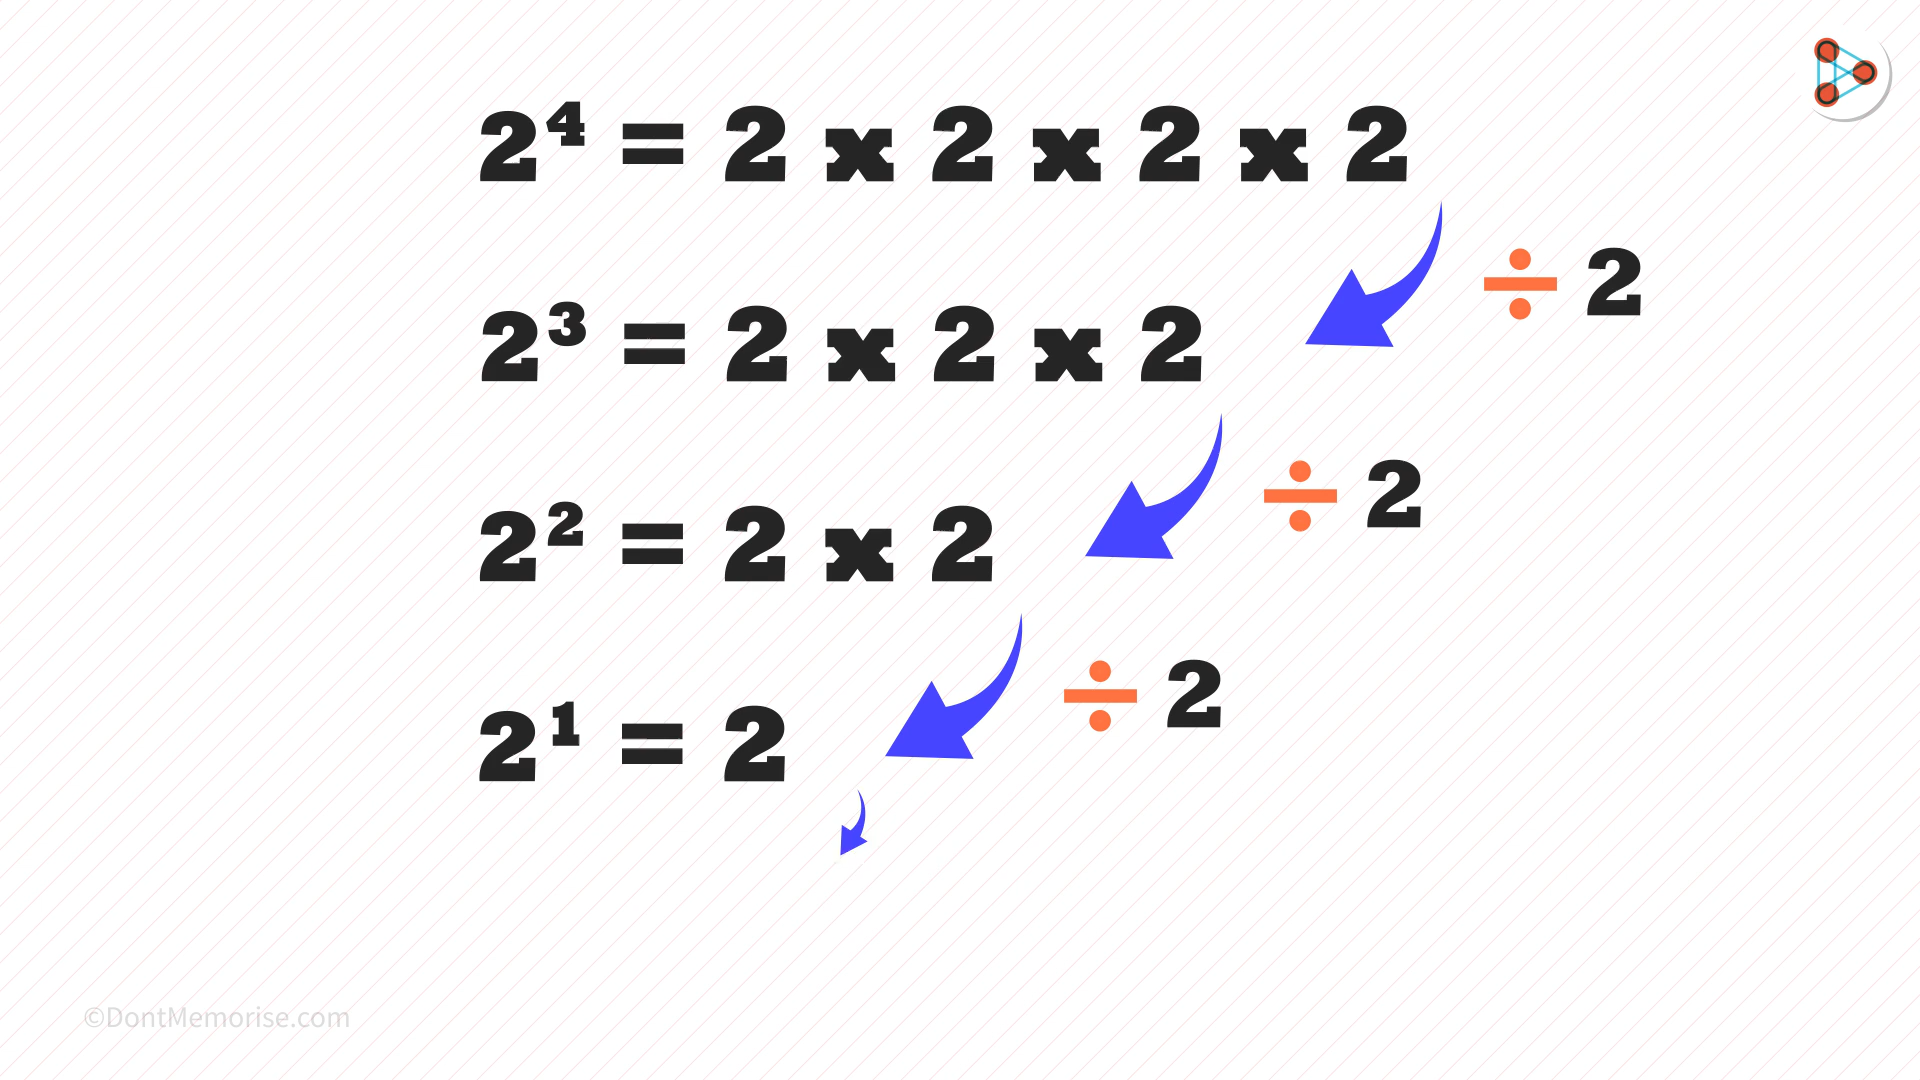 2⁴ = 2 x 2 x 2 x 2
÷ 2
2³ = 2 x 2 x 2
÷ 2
2² = 2 x 2
÷ 2
2¹ = 2
©DontMemorise.com